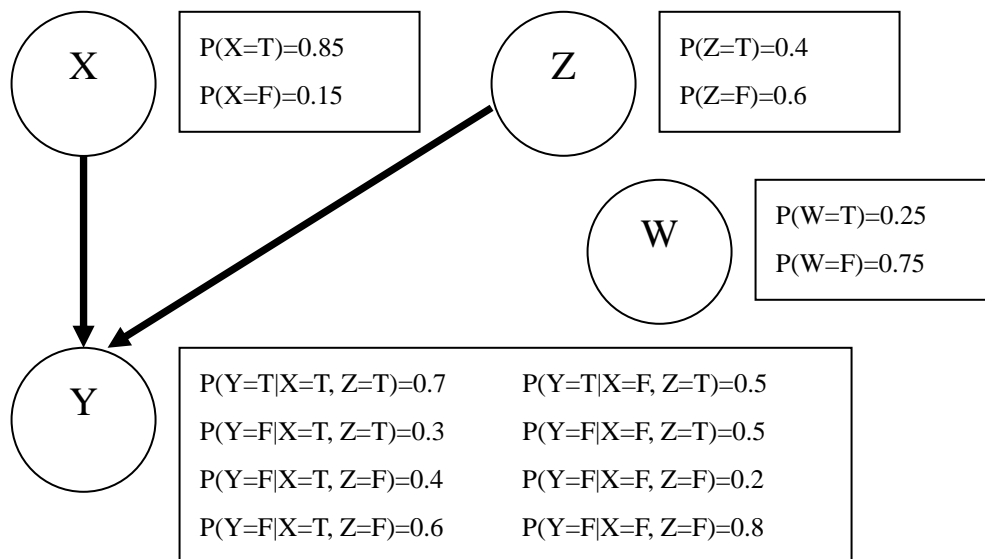 X
P(X=T)=0.85
P(X=F)=0.15
Z
P(Z=T)=0.4
P(Z=F)=0.6
W
P(W=T)=0.25
P(W=F)=0.75
Y
P(Y=T|X=T, Z=T)=0.7 P(Y=T|X=F, Z=T)=0.5
P(Y=F|X=T, Z=T)=0.3 P(Y=F|X=F, Z=T)=0.5
P(Y=F|X=T, Z=F)=0.4 P(Y=F|X=F, Z=F)=0.2
P(Y=F|X=T, Z=F)=0.6 P(Y=F|X=F, Z=F)=0.8